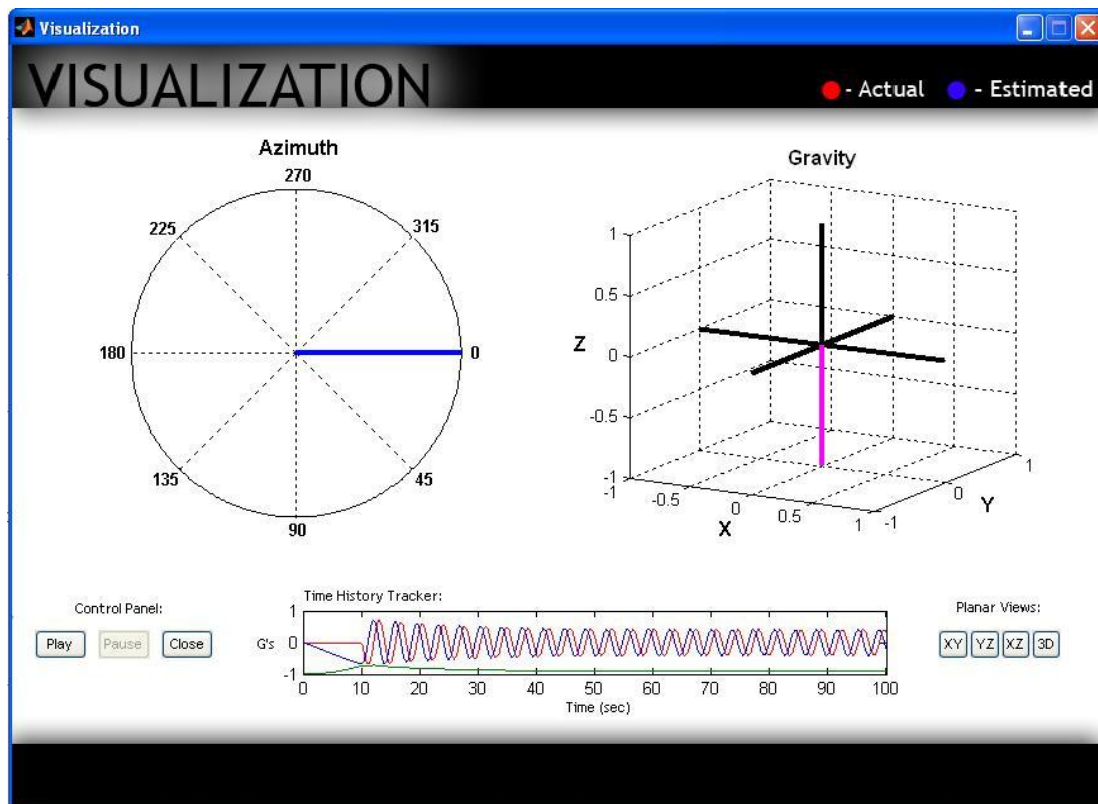 Visualization
VISUALIZATION
- Actual - Estimated
Azimuth
270
225 315
180 0
135 45
90
Gravity
1
0.5
Z 0
-0.5
-1
-1 -0.5 0 0.5 1
X
-1 0 1
Y
Control Panel:
Play Pause Close
Time History Tracker:
G's
1
0
-1
0 10 20 30 40 50 60 70 80 90 100
Time (sec)
Planar Views:
XY YZ XZ 3D